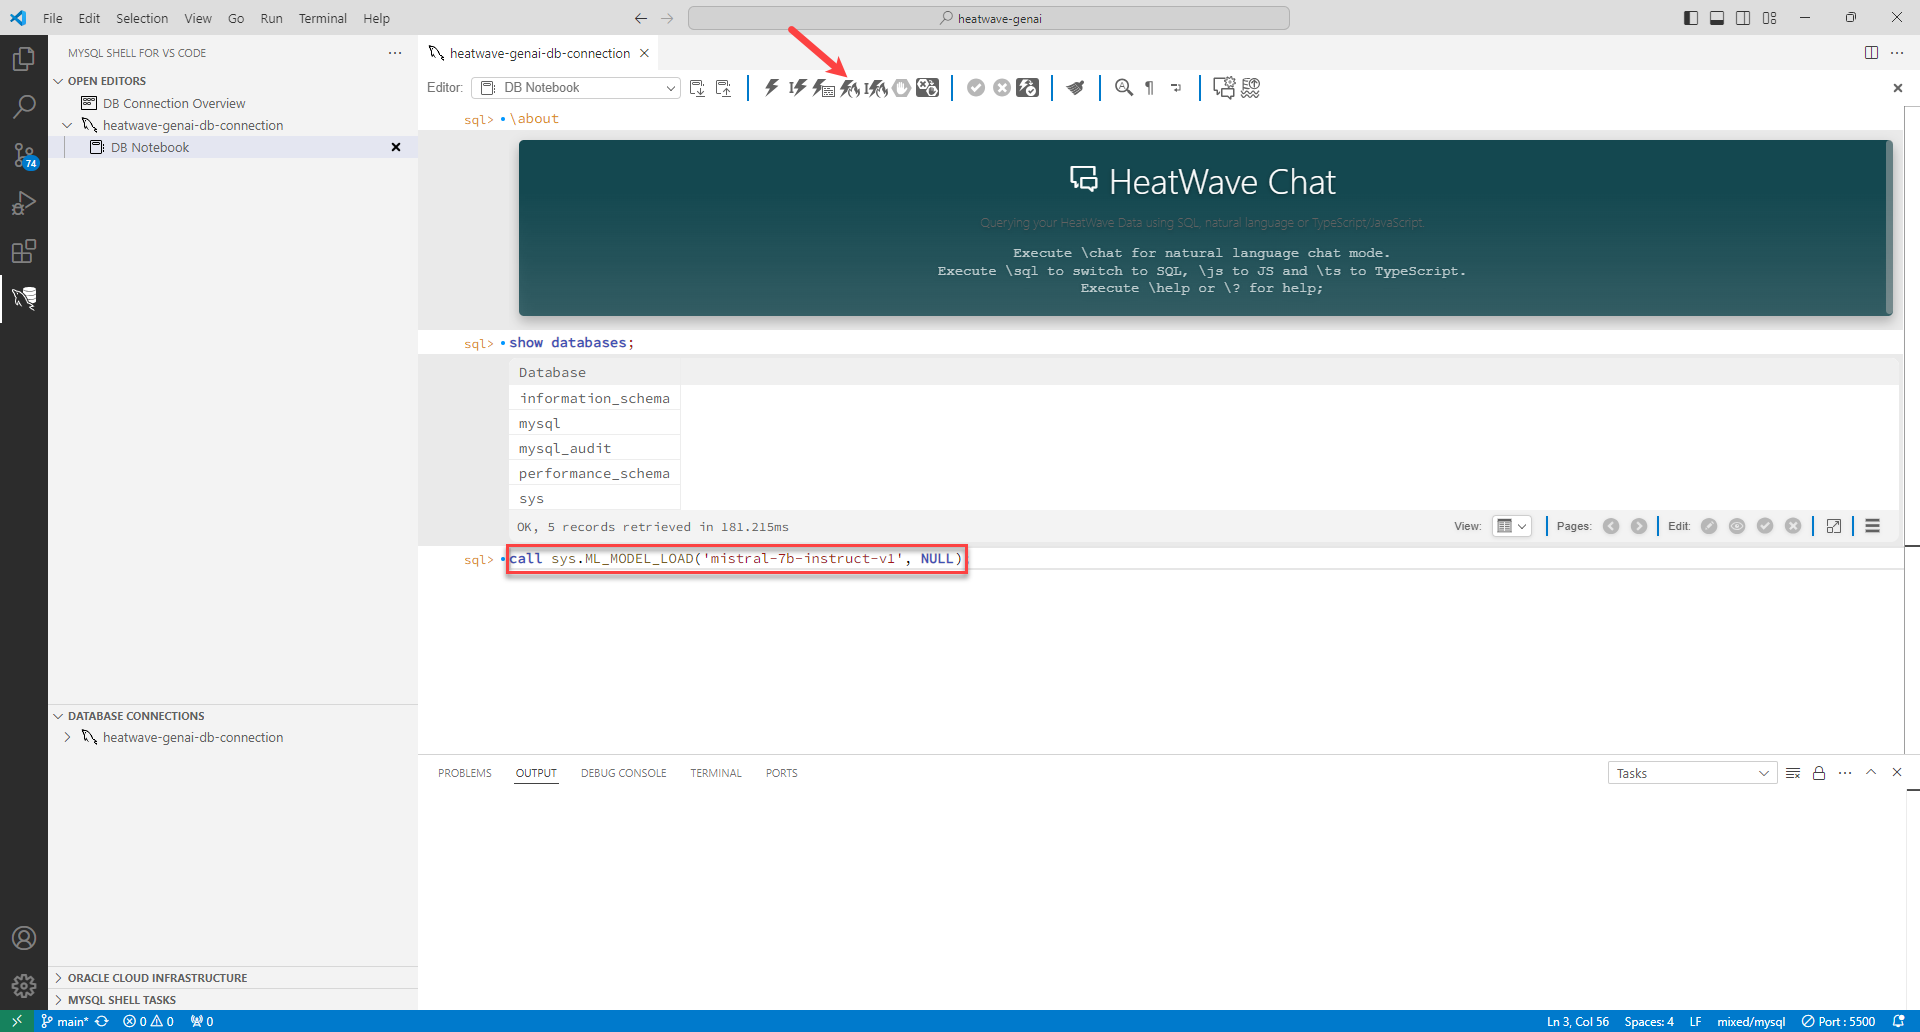 File Edit Selection View Go Run Terminal Help
heatwave-genai
MYSQL SHELL FOR VS CODE
OPEN EDITORS
DB Connection Overview
heatwave-genai-db-connection
DB Notebook
74
heatwave-genai-db-connection
Editor: DB Notebook
sql> \about
HeatWave Chat
Querying your HeatWave Data using SQL, natural language or TypeScript/JavaScript.
Execute \chat for natural language chat mode.
Execute \sql to switch to SQL, \js to JS and \ts to TypeScript.
Execute \help or \? for help;
sql> show databases;
Database
information_schema
mysql
mysql_audit
performance_schema
sys
OK, 5 records retrieved in 181.215ms
View: Pages: Edit:
sql> call sys.ML_MODEL_LOAD('mistral-7b-instruct-v1', NULL)
DATABASE CONNECTIONS
heatwave-genai-db-connection
PROBLEMS OUTPUT DEBUG CONSOLE TERMINAL PORTS
Tasks
ORACLE CLOUD INFRASTRUCTURE
MYSQL SHELL TASKS
main* 0 0 0
Ln 3, Col 56 Spaces: 4 LF mixed/mysql Port : 5500